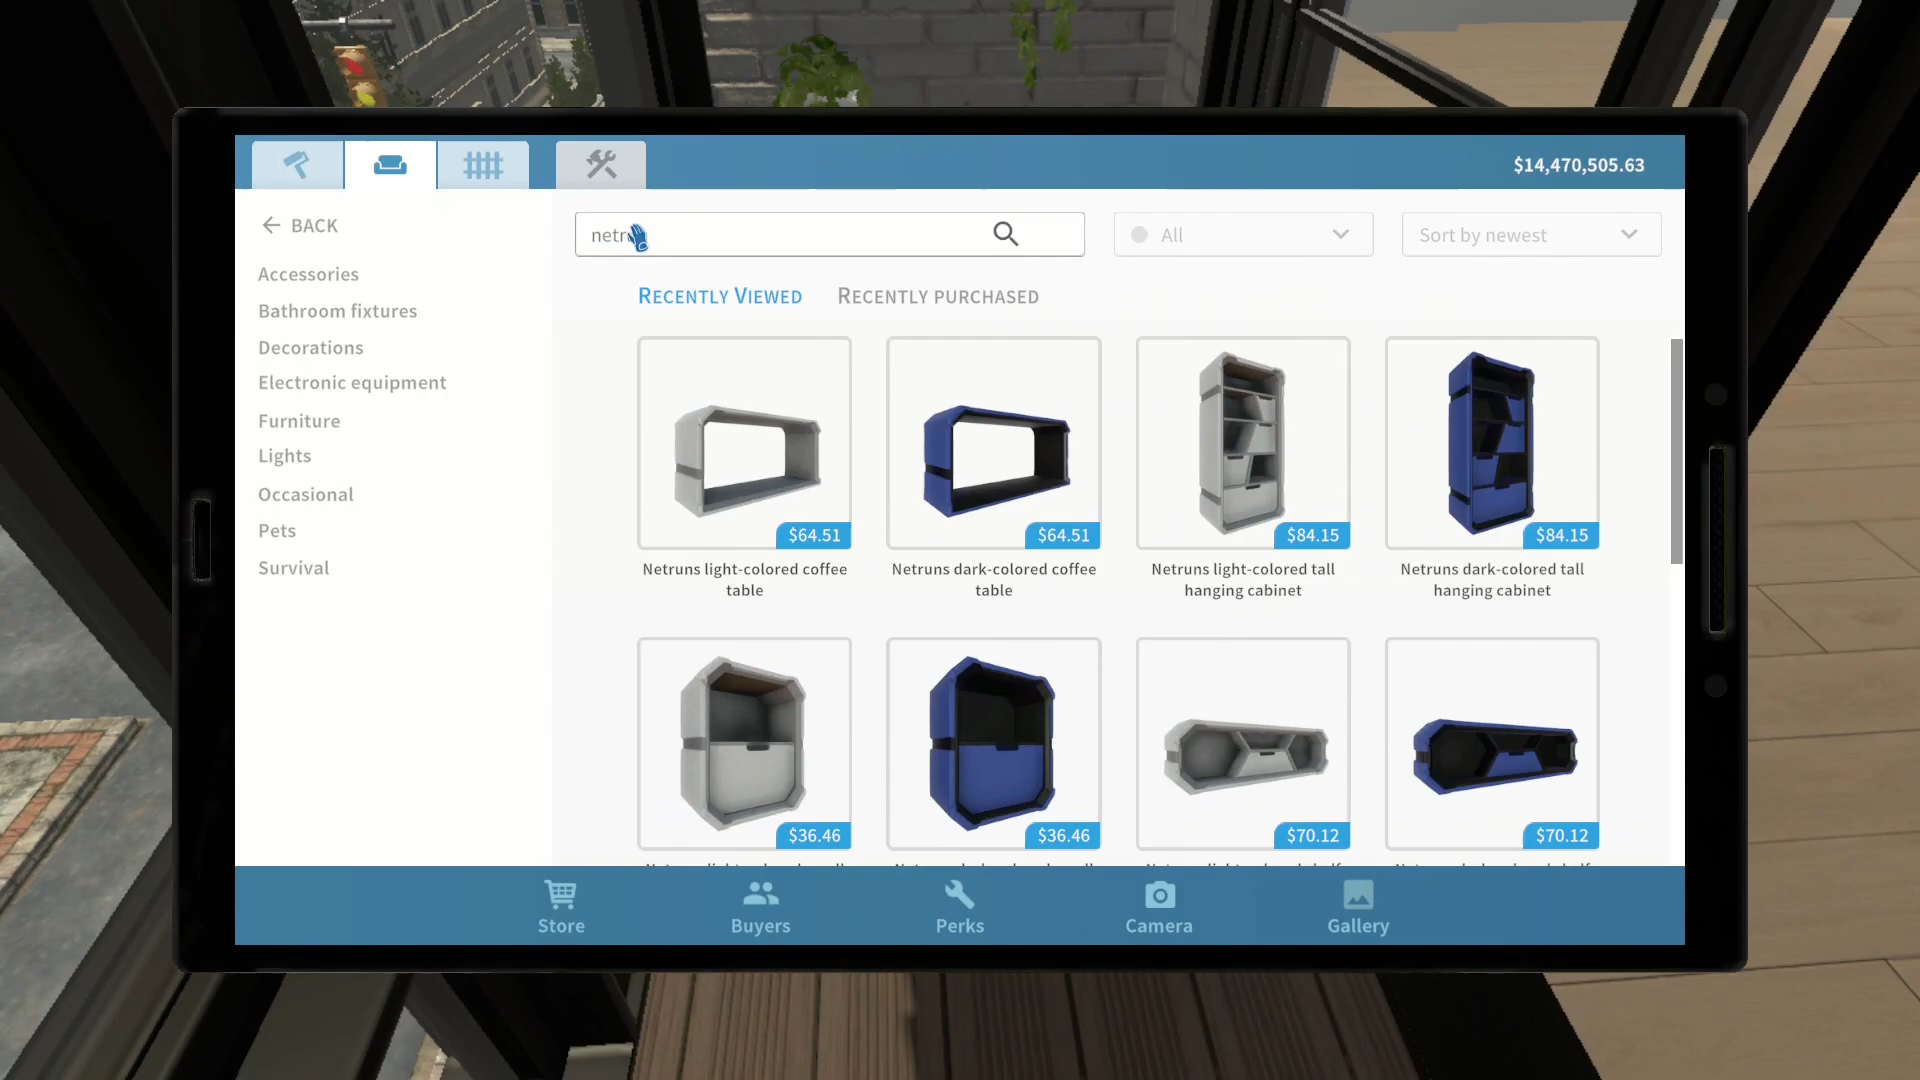 $14,470,505.63
BACK
netr
All
Sort by newest
Accessories
Bathroom fixtures
Decorations
Electronic equipment
Furniture
Lights
Occasional
Pets
Survival
RECENTLY VIEWED
RECENTLY PURCHASED
$64.51
$64.51
$84.15
$84.15
Netruns light-colored coffee
table
Netruns dark-colored coffee
table
Netruns light-colored tall
hanging cabinet
Netruns dark-colored tall
hanging cabinet
$36.46
$36.46
$70.12
$70.12
Store
Buyers
Perks
Camera
Gallery